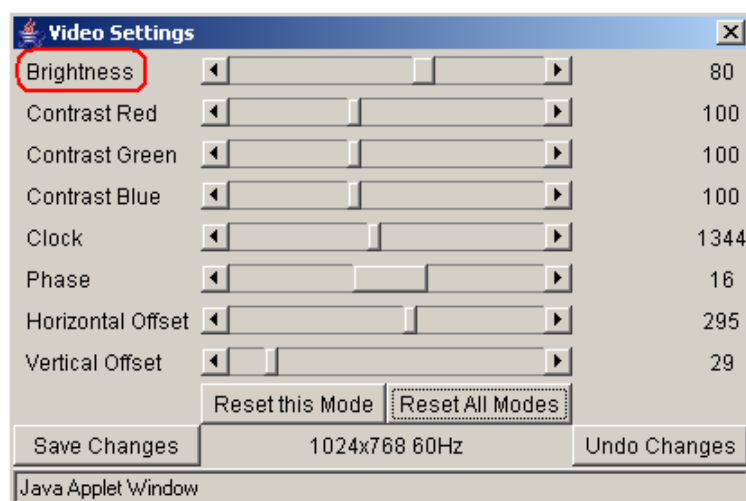 Video Settings
Brightness 80
Contrast Red 100
Contrast Green 100
Contrast Blue 100
Clock 1344
Phase 16
Horizontal Offset 295
Vertical Offset 29
Reset this Mode Reset All Modes
Save Changes 1024x768 60Hz Undo Changes
Java Applet Window